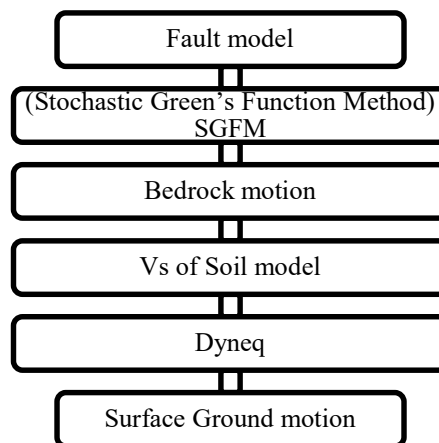 Fault model
(Stochastic Green's Function Method)
SGFM
Bedrock motion
Vs of Soil model
Dyneq
Surface Ground motion